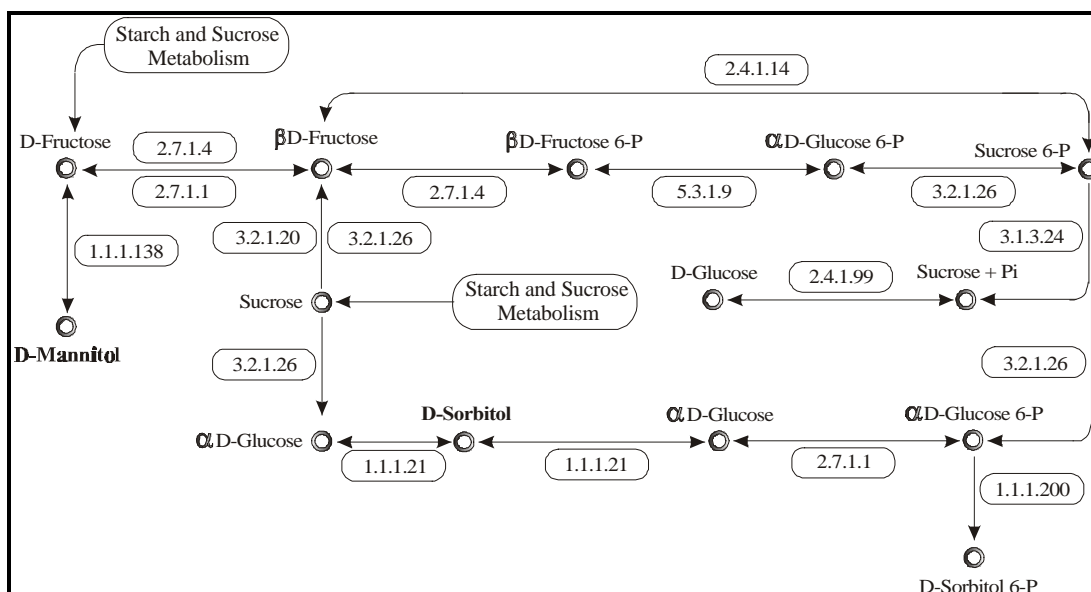 Starch and Sucrose
Metabolism
2.4.1.14
D-Fructose
2.7.1.4
βD-Fructose
βD-Fructose 6-P
αD-Glucose 6-P
Sucrose 6-P
2.7.1.1
2.7.1.4
5.3.1.9
3.2.1.26
1.1.1.138
3.2.1.20
3.2.1.26
3.1.3.24
D-Glucose
2.4.1.99
Sucrose + Pi
Sucrose
Starch and Sucrose
Metabolism
D-Mannitol
3.2.1.26
3.2.1.26
αD-Glucose
D-Sorbitol
αD-Glucose
αD-Glucose 6-P
1.1.1.21
1.1.1.21
2.7.1.1
1.1.1.200
D-Sorbitol 6-P